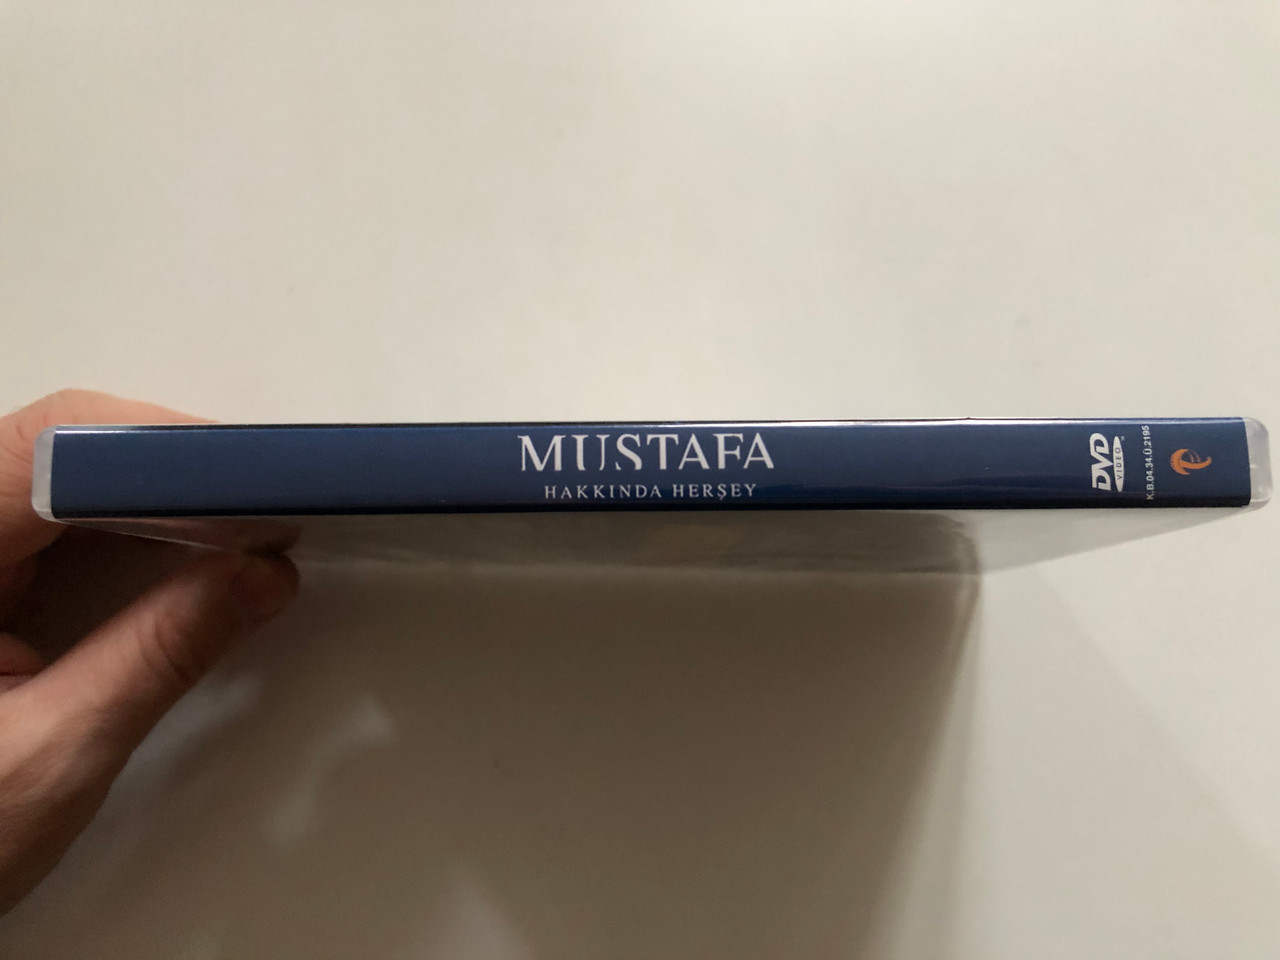 MUSTAFA
HAKKINDA HERŞEY
DVD
VIDEO
K.B.04.34.Ü.2195